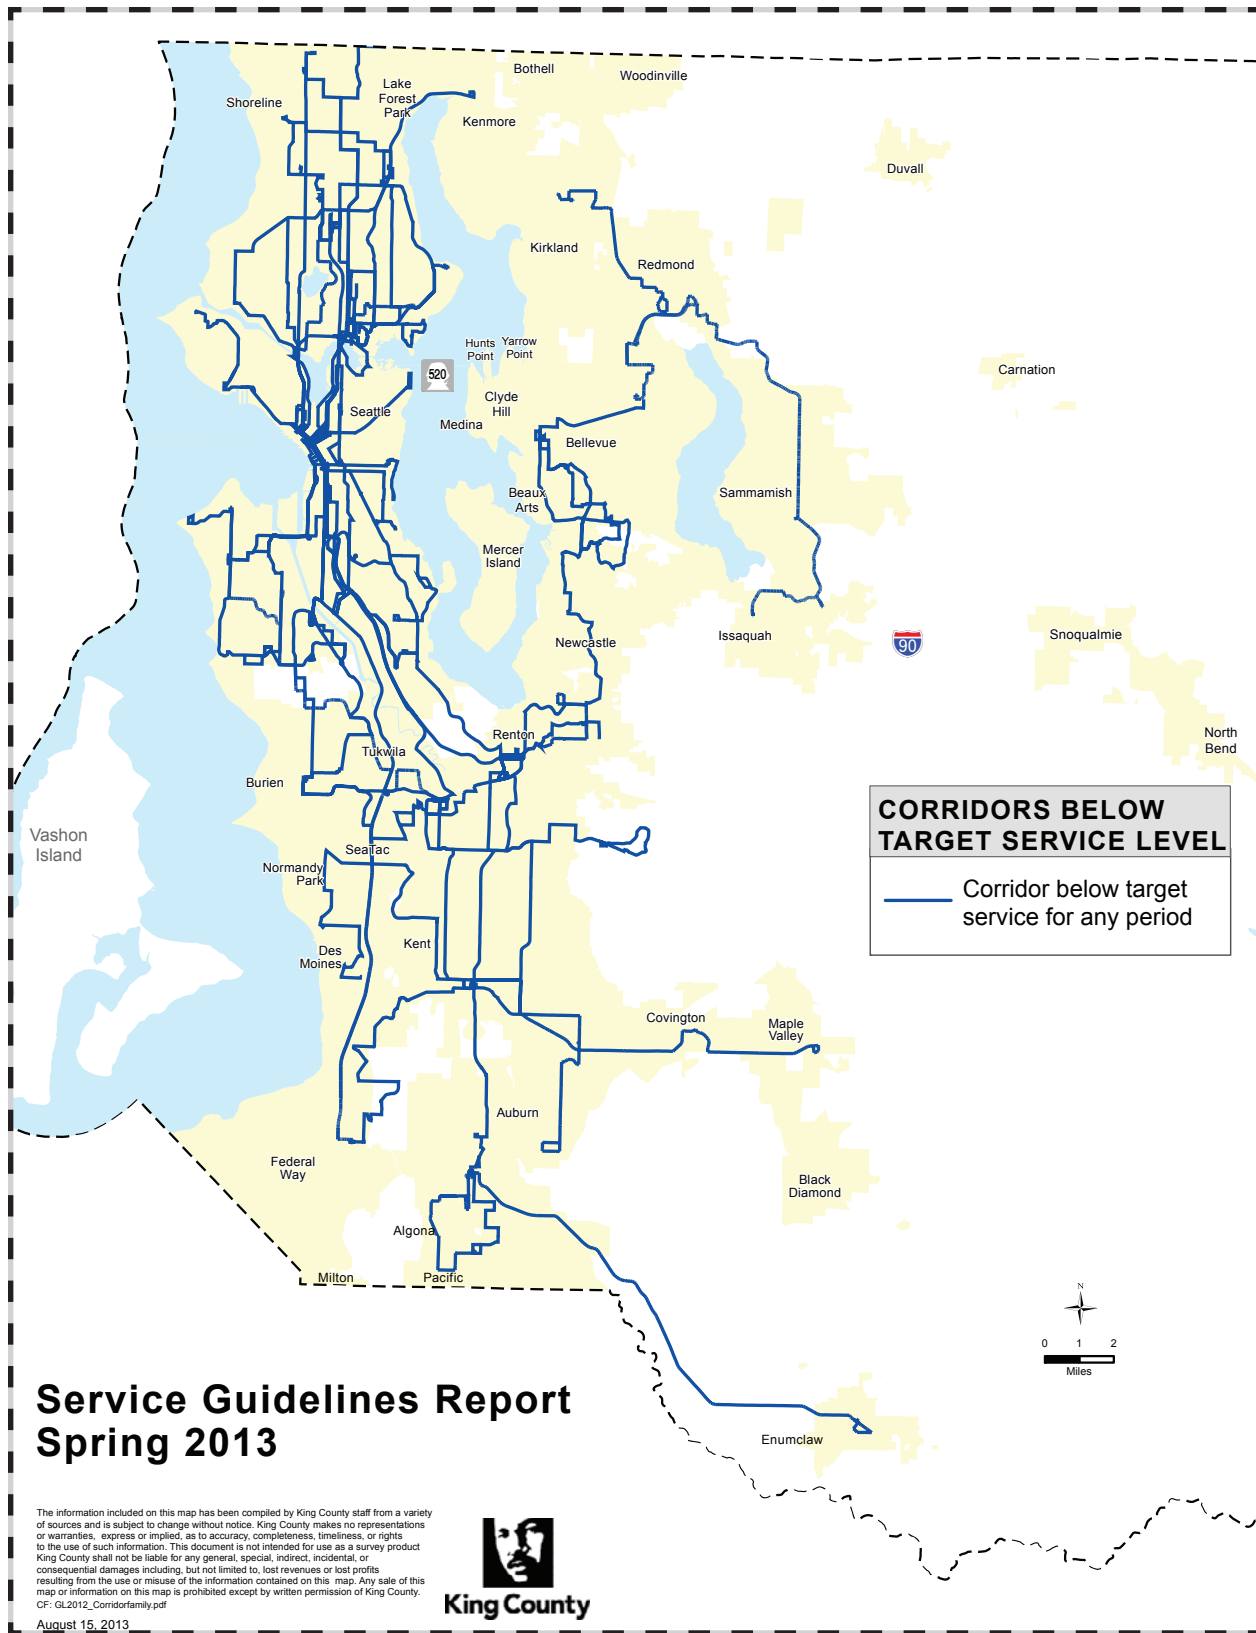 Bothell
Woodinville
Lake
Forest
Park
Shoreline
Kenmore
Duvall
Kirkland
Redmond
Hunts
Point
Yarrow
Point
520
Carnation
Clyde
Hill
Seattle
Medina
Bellevue
Beaux
Arts
Sammamish
Mercer
Island
Newcastle
Issaquah
90
Snoqualmie
North
Bend
Renton
Tukwila
Burien
Vashon
Island
SeaTac
Normandy
Park
CORRIDORS BELOW
TARGET SERVICE LEVEL
Corridor below target
service for any period
Kent
Des
Moines
Covington
Maple
Valley
Auburn
Federal
Way
Black
Diamond
Algona
Milton
Pacific
N
0 1 2
Miles
Enumclaw
Service Guidelines Report
Spring 2013
The information included on this map has been compiled by King County staff from a variety
of sources and is subject to change without notice. King County makes no representations
or warranties, express or implied, as to accuracy, completeness, timeliness, or rights
to the use of such information. This document is not intended for use as a survey product
King County shall not be liable for any general, special, indirect, incidental, or
consequential damages including, but not limited to, lost revenues or lost profits
resulting from the use or misuse of the information contained on this map. Any sale of this
map or information on this map is prohibited except by written permission of King County.
CF: GL2012_Corridorfamily.pdf
August 15, 2013
King County